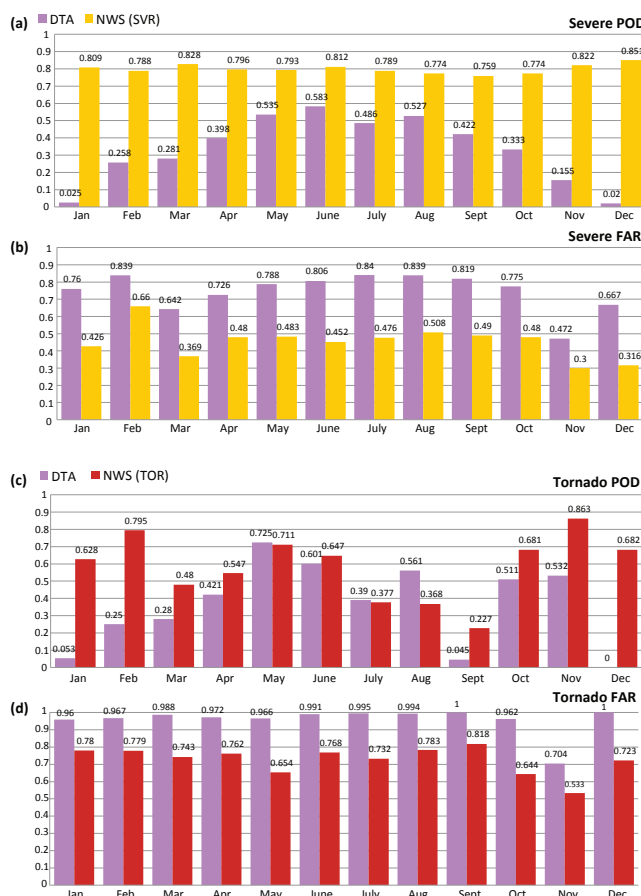 (a) DTA NWS (SVR) Severe POD
1
0.9
0.8
0.7
0.6
0.5
0.4
0.3
0.2
0.1
0
0.025 0.258 0.281 0.398 0.535 0.583 0.486 0.527 0.422 0.333 0.155 0.02
0.809 0.788 0.828 0.796 0.793 0.812 0.789 0.774 0.759 0.774 0.822 0.851
Jan Feb Mar Apr May June July Aug Sept Oct Nov Dec
(b) Severe FAR
1
0.9
0.8
0.7
0.6
0.5
0.4
0.3
0.2
0.1
0
0.76 0.839 0.642 0.726 0.788 0.806 0.84 0.839 0.819 0.775 0.472 0.667
0.426 0.66 0.369 0.48 0.483 0.452 0.476 0.508 0.49 0.48 0.3 0.316
Jan Feb Mar Apr May June July Aug Sept Oct Nov Dec
DTA NWS (TOR)
(c) Tornado POD
1
0.9
0.8
0.7
0.6
0.5
0.4
0.3
0.2
0.1
0
0.053 0.25 0.28 0.421 0.725 0.601 0.39 0.561 0.045 0.511 0.532 0
0.628 0.795 0.48 0.547 0.711 0.647 0.377 0.368 0.227 0.681 0.863 0.682
Jan Feb Mar Apr May June July Aug Sept Oct Nov Dec
(d) Tornado FAR
1
0.9
0.8
0.7
0.6
0.5
0.4
0.3
0.2
0.1
0
0.96 0.967 0.988 0.972 0.966 0.991 0.995 0.994 1 0.962 0.704 1
0.78 0.779 0.743 0.762 0.654 0.768 0.732 0.783 0.818 0.644 0.533 0.723
Jan Feb Mar Apr May June July Aug Sept Oct Nov Dec